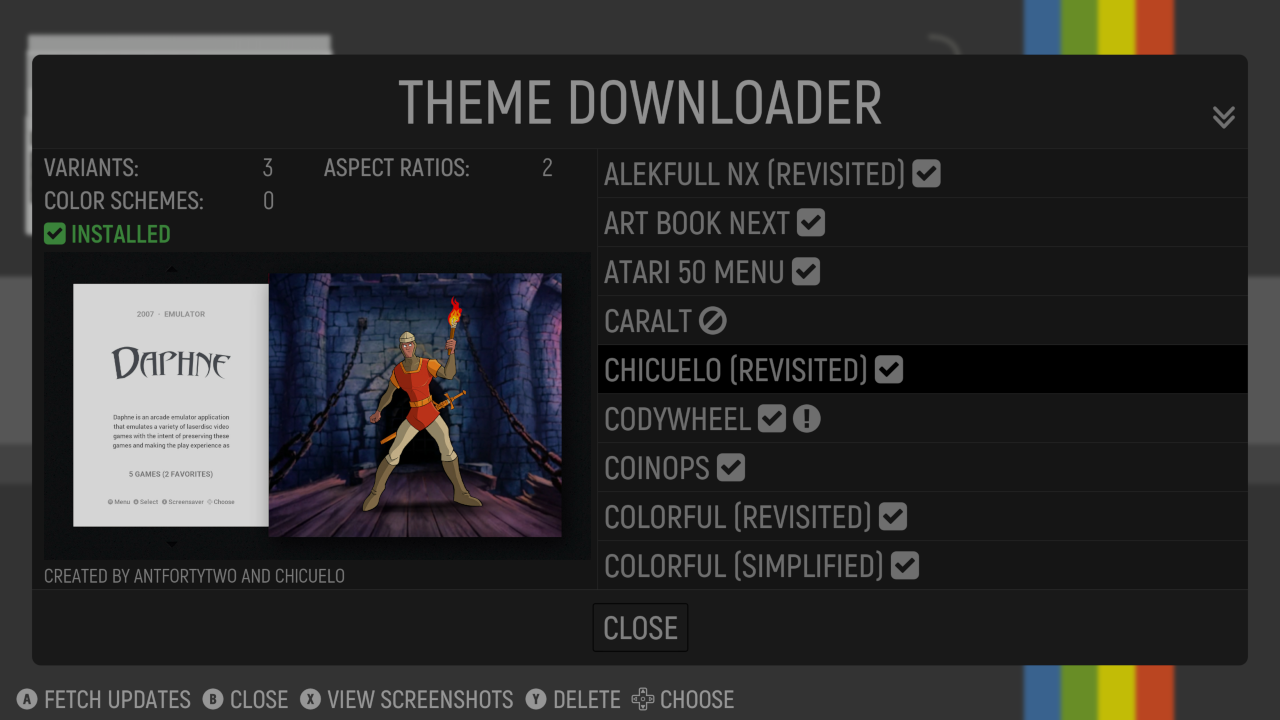 THEME DOWNLOADER
VARIANTS: 3 ASPECT RATIOS: 2
COLOR SCHEMES: 0
INSTALLED
2007 - EMULATOR
DAPHNE
Daphne is an arcade emulator application
that emulates a variety of laserdisc video
games with the intent of preserving these
games and making the play experience as
5 GAMES (2 FAVORITES)
Menu Select Screensaver Choose
CREATED BY ANTFORTYTWO AND CHICUELO
ALEKFULL NX (REVISITED)
ART BOOK NEXT
ATARI 50 MENU
CARALT
CHICUELO (REVISITED)
CODYWHEEL
COINOPS
COLORFUL (REVISITED)
COLORFUL (SIMPLIFIED)
CLOSE
A FETCH UPDATES B CLOSE X VIEW SCREENSHOTS Y DELETE CHOOSE